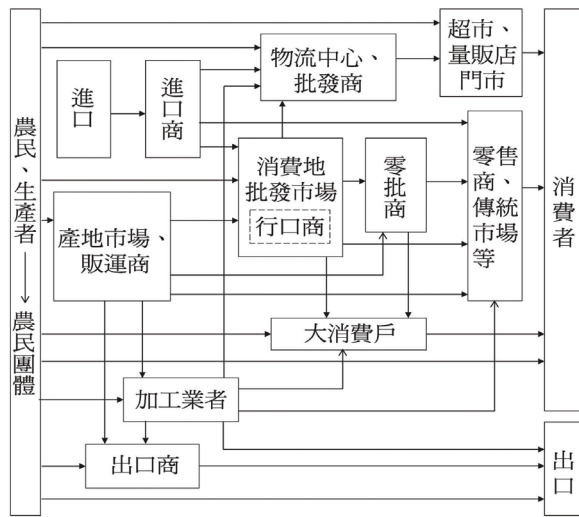 農民、生產者
農民團體
進口
進口商
物流中心、
批發商
超市、
量販店
門市
消費地
批發市場
行口商
零批商
零售
商、
傳統
市場
等
消費者
產地市場、
販運商
大消費戶
加工業者
出口商
出口